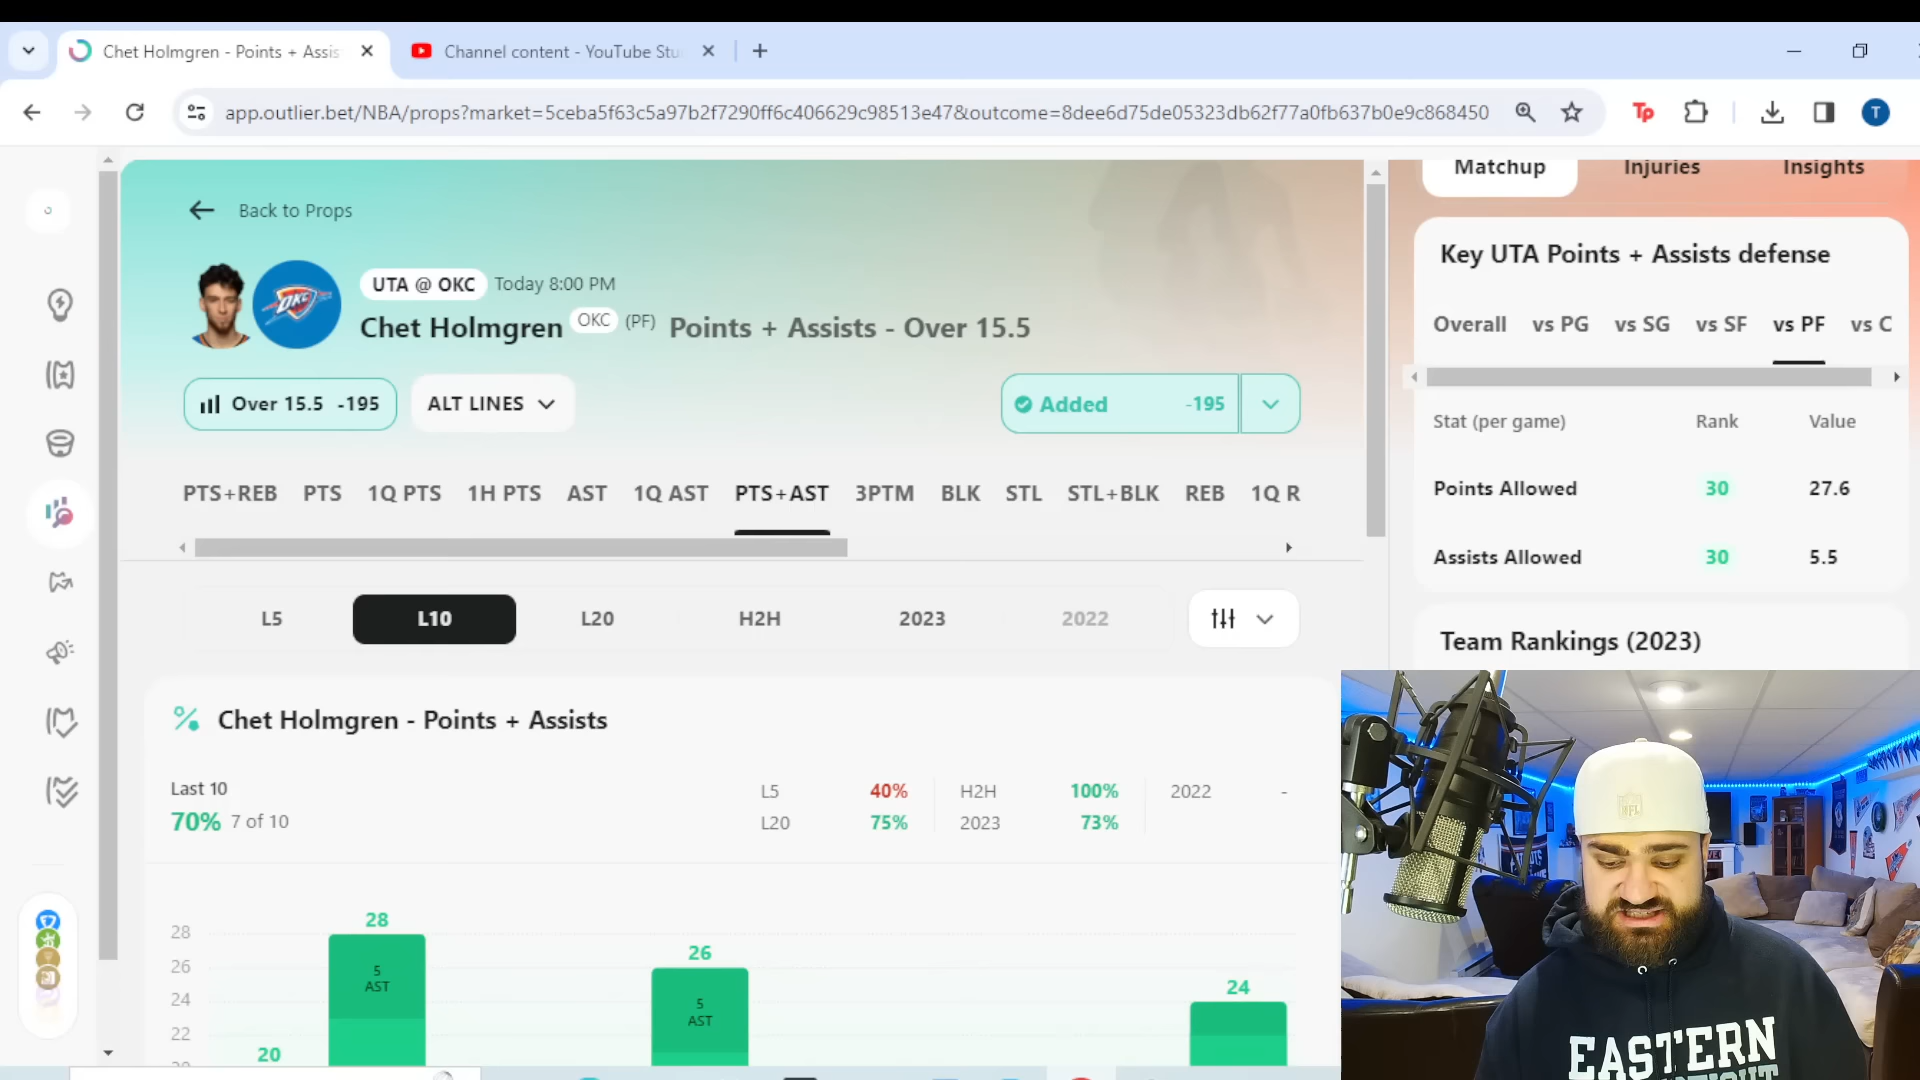 Chet Holmgren - Points + Assis
Channel content - YouTube Stu
app.outlier.bet/NBA/props?market=5ceba5f63c5a97b2f7290ff6c406629c98513e47&outcome=8dee6d75de05323db62f77a0fb637b0e9c868450
Tp
T
Back to Props
OKC
UTA @ OKC Today 8:00 PM
Chet Holmgren OKC (PF) Points + Assists - Over 15.5
Over 15.5 -195
ALT LINES
Added -195
PTS+REB PTS 1Q PTS 1H PTS AST 1Q AST PTS+AST 3PTM BLK STL STL+BLK REB 1Q R
L5 L10 L20 H2H 2023 2022
Chet Holmgren - Points + Assists
Last 10
70% 7 of 10
L5 40% H2H 100% 2022 -
L20 75% 2023 73%
28
26
24
22
20
28
5
AST
26
5
AST
24
Matchup Injuries Insights
Key UTA Points + Assists defense
Overall vs PG vs SG vs SF vs PF vs C
Stat (per game) Rank Value
Points Allowed 30 27.6
Assists Allowed 30 5.5
Team Rankings (2023)
NFL
EASTERN